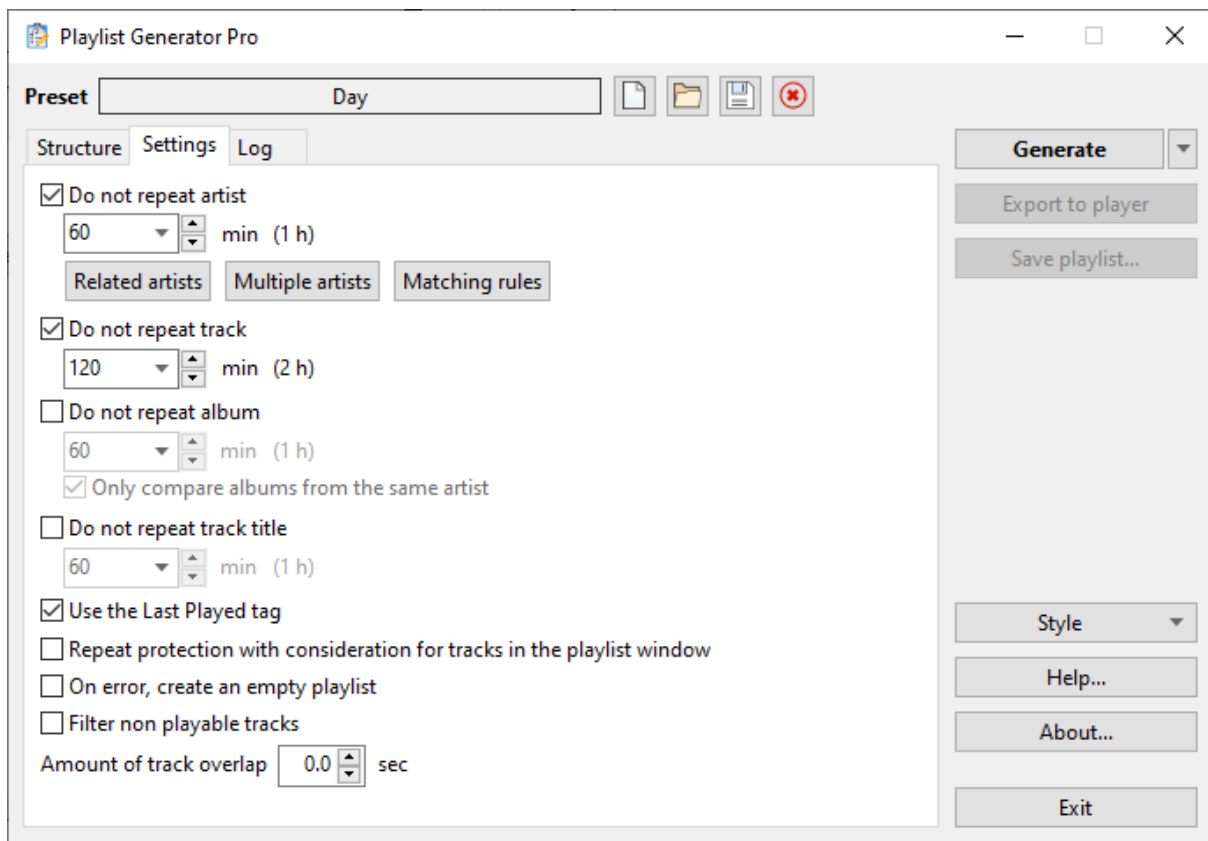 Playlist Generator Pro
Preset Day
Structure Settings Log
Generate
Export to player
Save playlist...
Do not repeat artist
60 min (1 h)
Related artists Multiple artists Matching rules
Do not repeat track
120 min (2 h)
Do not repeat album
60 min (1 h)
Only compare albums from the same artist
Do not repeat track title
60 min (1 h)
Use the Last Played tag
Repeat protection with consideration for tracks in the playlist window
On error, create an empty playlist
Filter non playable tracks
Amount of track overlap 0.0 sec
Style
Help...
About...
Exit